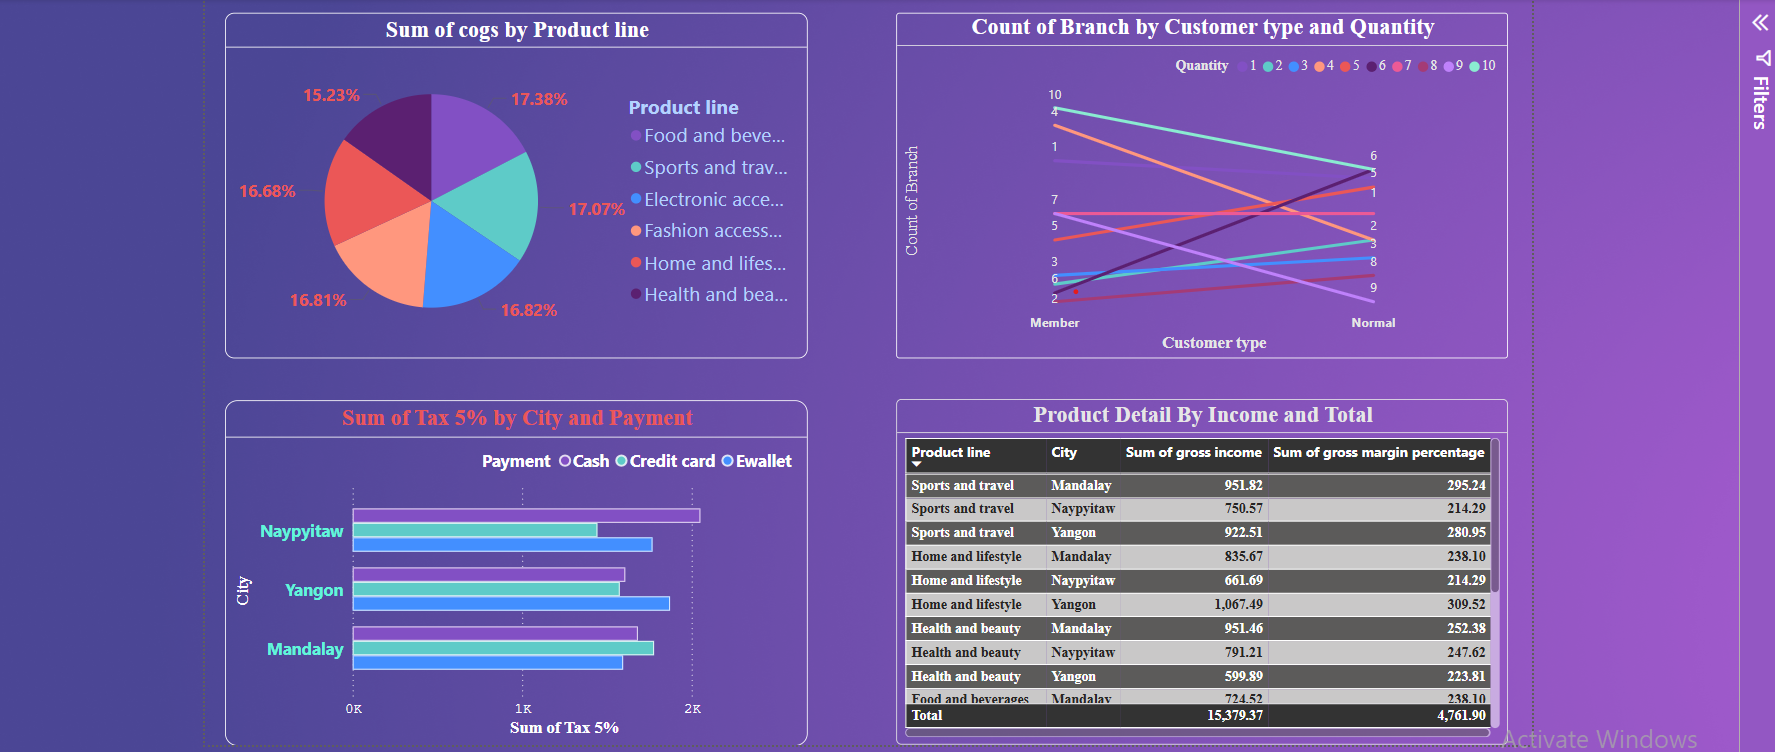 Sum of cogs by Product line
15.23%
17.38%
16.68%
17.07%
16.81%
16.82%
Product line
Food and beve...
Sports and trav...
Electronic acce...
Fashion access...
Home and lifes...
Health and bea...
Count of Branch by Customer type and Quantity
Quantity 1 2 3 4 5 6 7 8 9 10
Count of Branch
10
4
1
7
5
3
6
2
6
5
1
2
3
8
9
Member Normal
Customer type
Filters
Sum of Tax 5% by City and Payment
Payment Cash Credit card Ewallet
City
Naypyitaw
Yangon
Mandalay
0K 1K 2K
Sum of Tax 5%
Product Detail By Income and Total
Product line City Sum of gross income Sum of gross margin percentage
Sports and travel Mandalay 951.82 295.24
Sports and travel Naypyitaw 750.57 214.29
Sports and travel Yangon 922.51 280.95
Home and lifestyle Mandalay 835.67 238.10
Home and lifestyle Naypyitaw 661.69 214.29
Home and lifestyle Yangon 1,067.49 309.52
Health and beauty Mandalay 951.46 252.38
Health and beauty Naypyitaw 791.21 247.62
Health and beauty Yangon 599.89 223.81
Food and beverages Mandalay 724.52 238.10
Total 15,379.37 4,761.90
Activate Windows